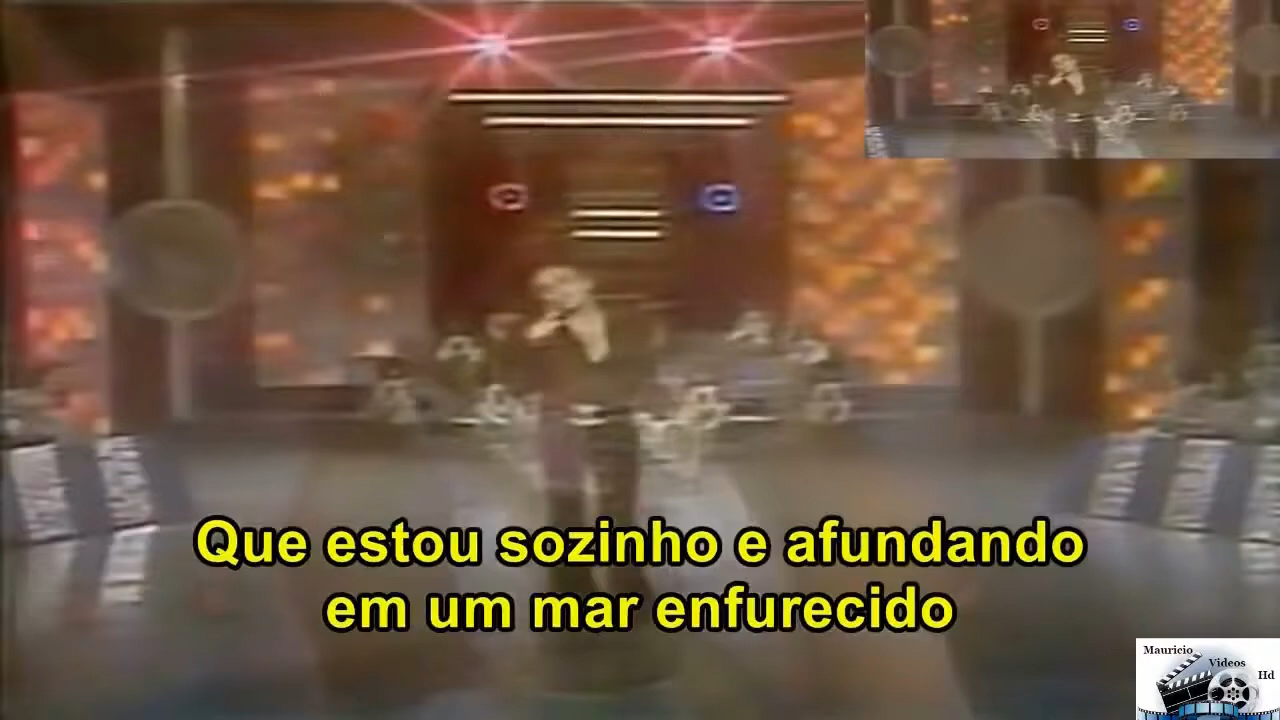 Que estou sozinho e afundando
em um mar enfurecido
Mauricio
Videos
Hd